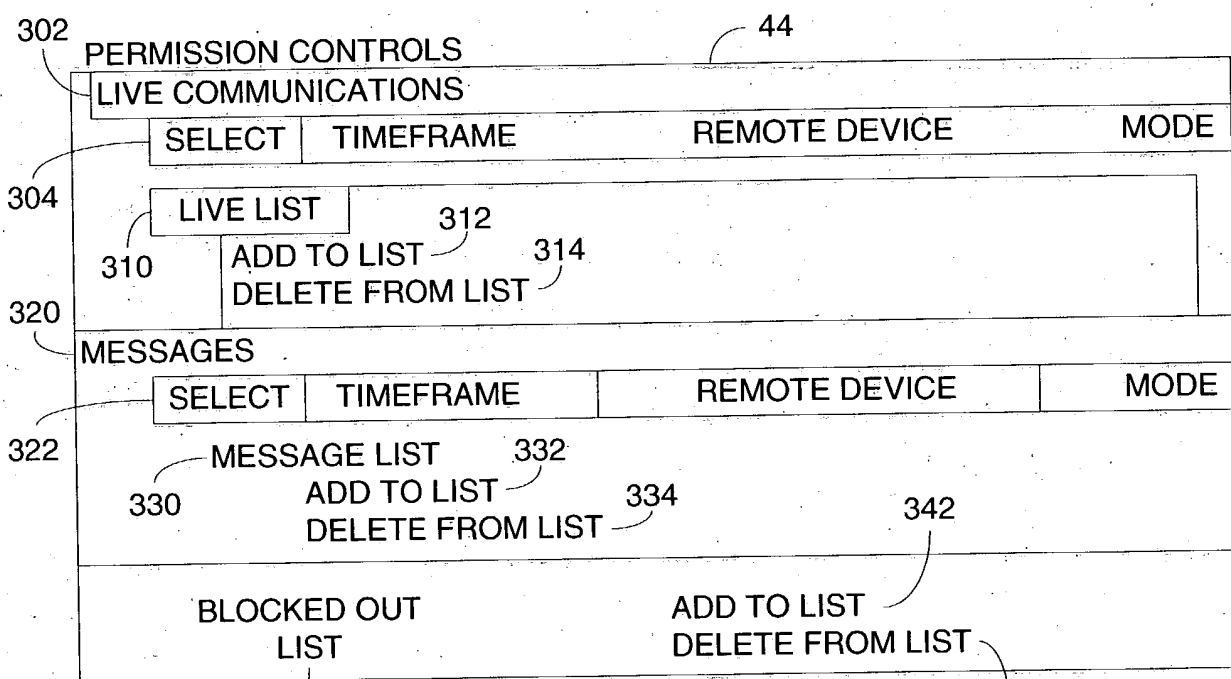 302
44
PERMISSION CONTROLS
LIVE COMMUNICATIONS
SELECT TIMEFRAME REMOTE DEVICE MODE
304
LIVE LIST
310
ADD TO LIST 312
DELETE FROM LIST 314
320
MESSAGES
SELECT TIMEFRAME REMOTE DEVICE MODE
322
330 MESSAGE LIST
ADD TO LIST 332
DELETE FROM LIST 334
342
BLOCKED OUT
LIST
ADD TO LIST
DELETE FROM LIST